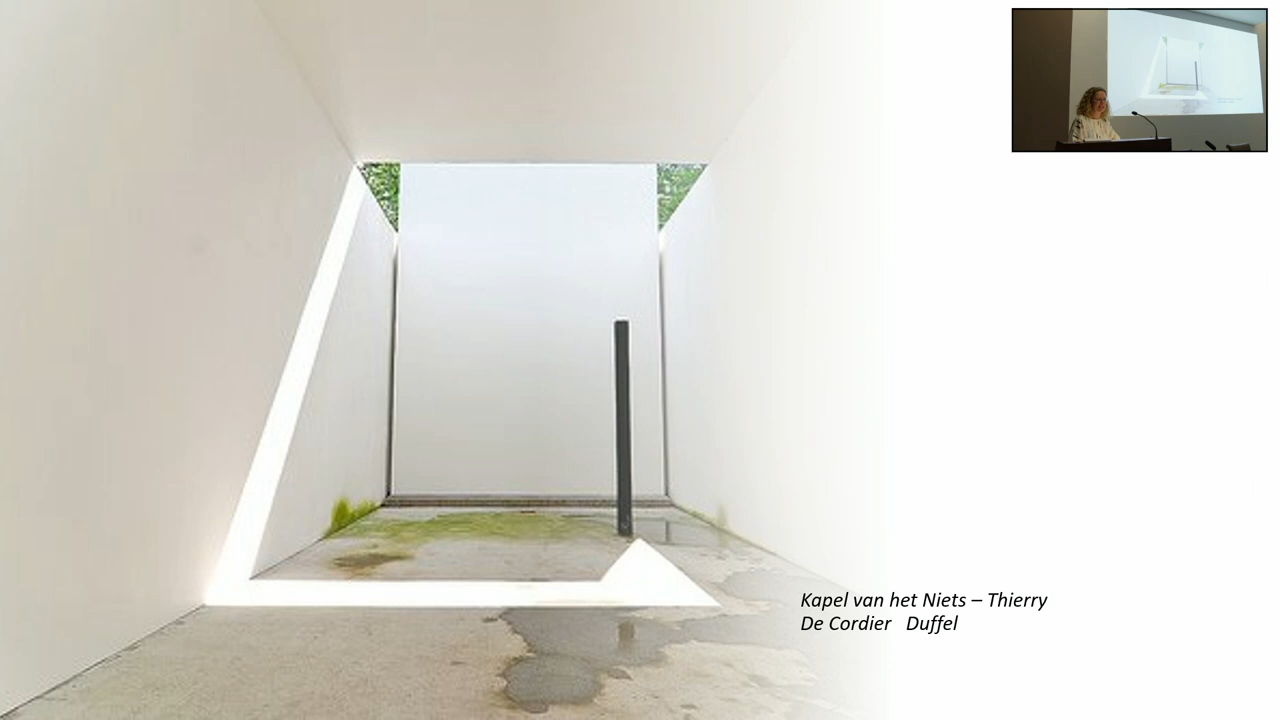 Kapel van het Niets – Thierry
De Cordier Duffel